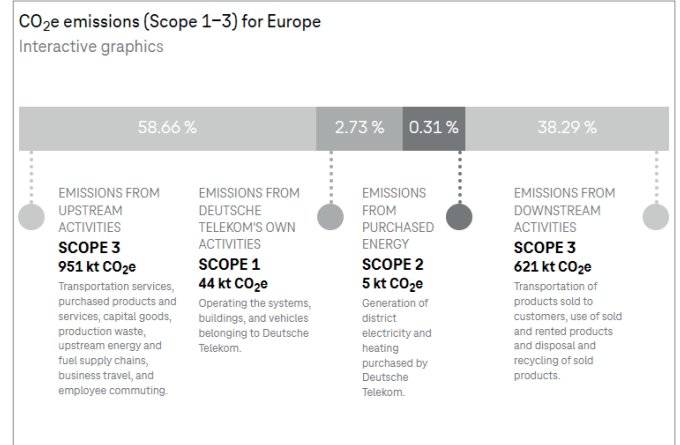 CO₂e emissions (Scope 1–3) for Europe
Interactive graphics
58.66 %
2.73 %
0.31 %
38.29 %
EMISSIONS FROM
UPSTREAM
ACTIVITIES
SCOPE 3
951 kt CO₂e
Transportation services,
purchased products and
services, capital goods,
production waste,
upstream energy and
fuel supply chains,
business travel, and
employee commuting.
EMISSIONS FROM
DEUTSCHE
TELEKOM'S OWN
ACTIVITIES
SCOPE 1
44 kt CO₂e
Operating the systems,
buildings, and vehicles
belonging to Deutsche
Telekom.
EMISSIONS
FROM
PURCHASED
ENERGY
SCOPE 2
5 kt CO₂e
Generation of
district
electricity and
heating
purchased by
Deutsche
Telekom.
EMISSIONS FROM
DOWNSTREAM
ACTIVITIES
SCOPE 3
621 kt CO₂e
Transportation of
products sold to
customers, use of sold
and rented products
and disposal and
recycling of sold
products.